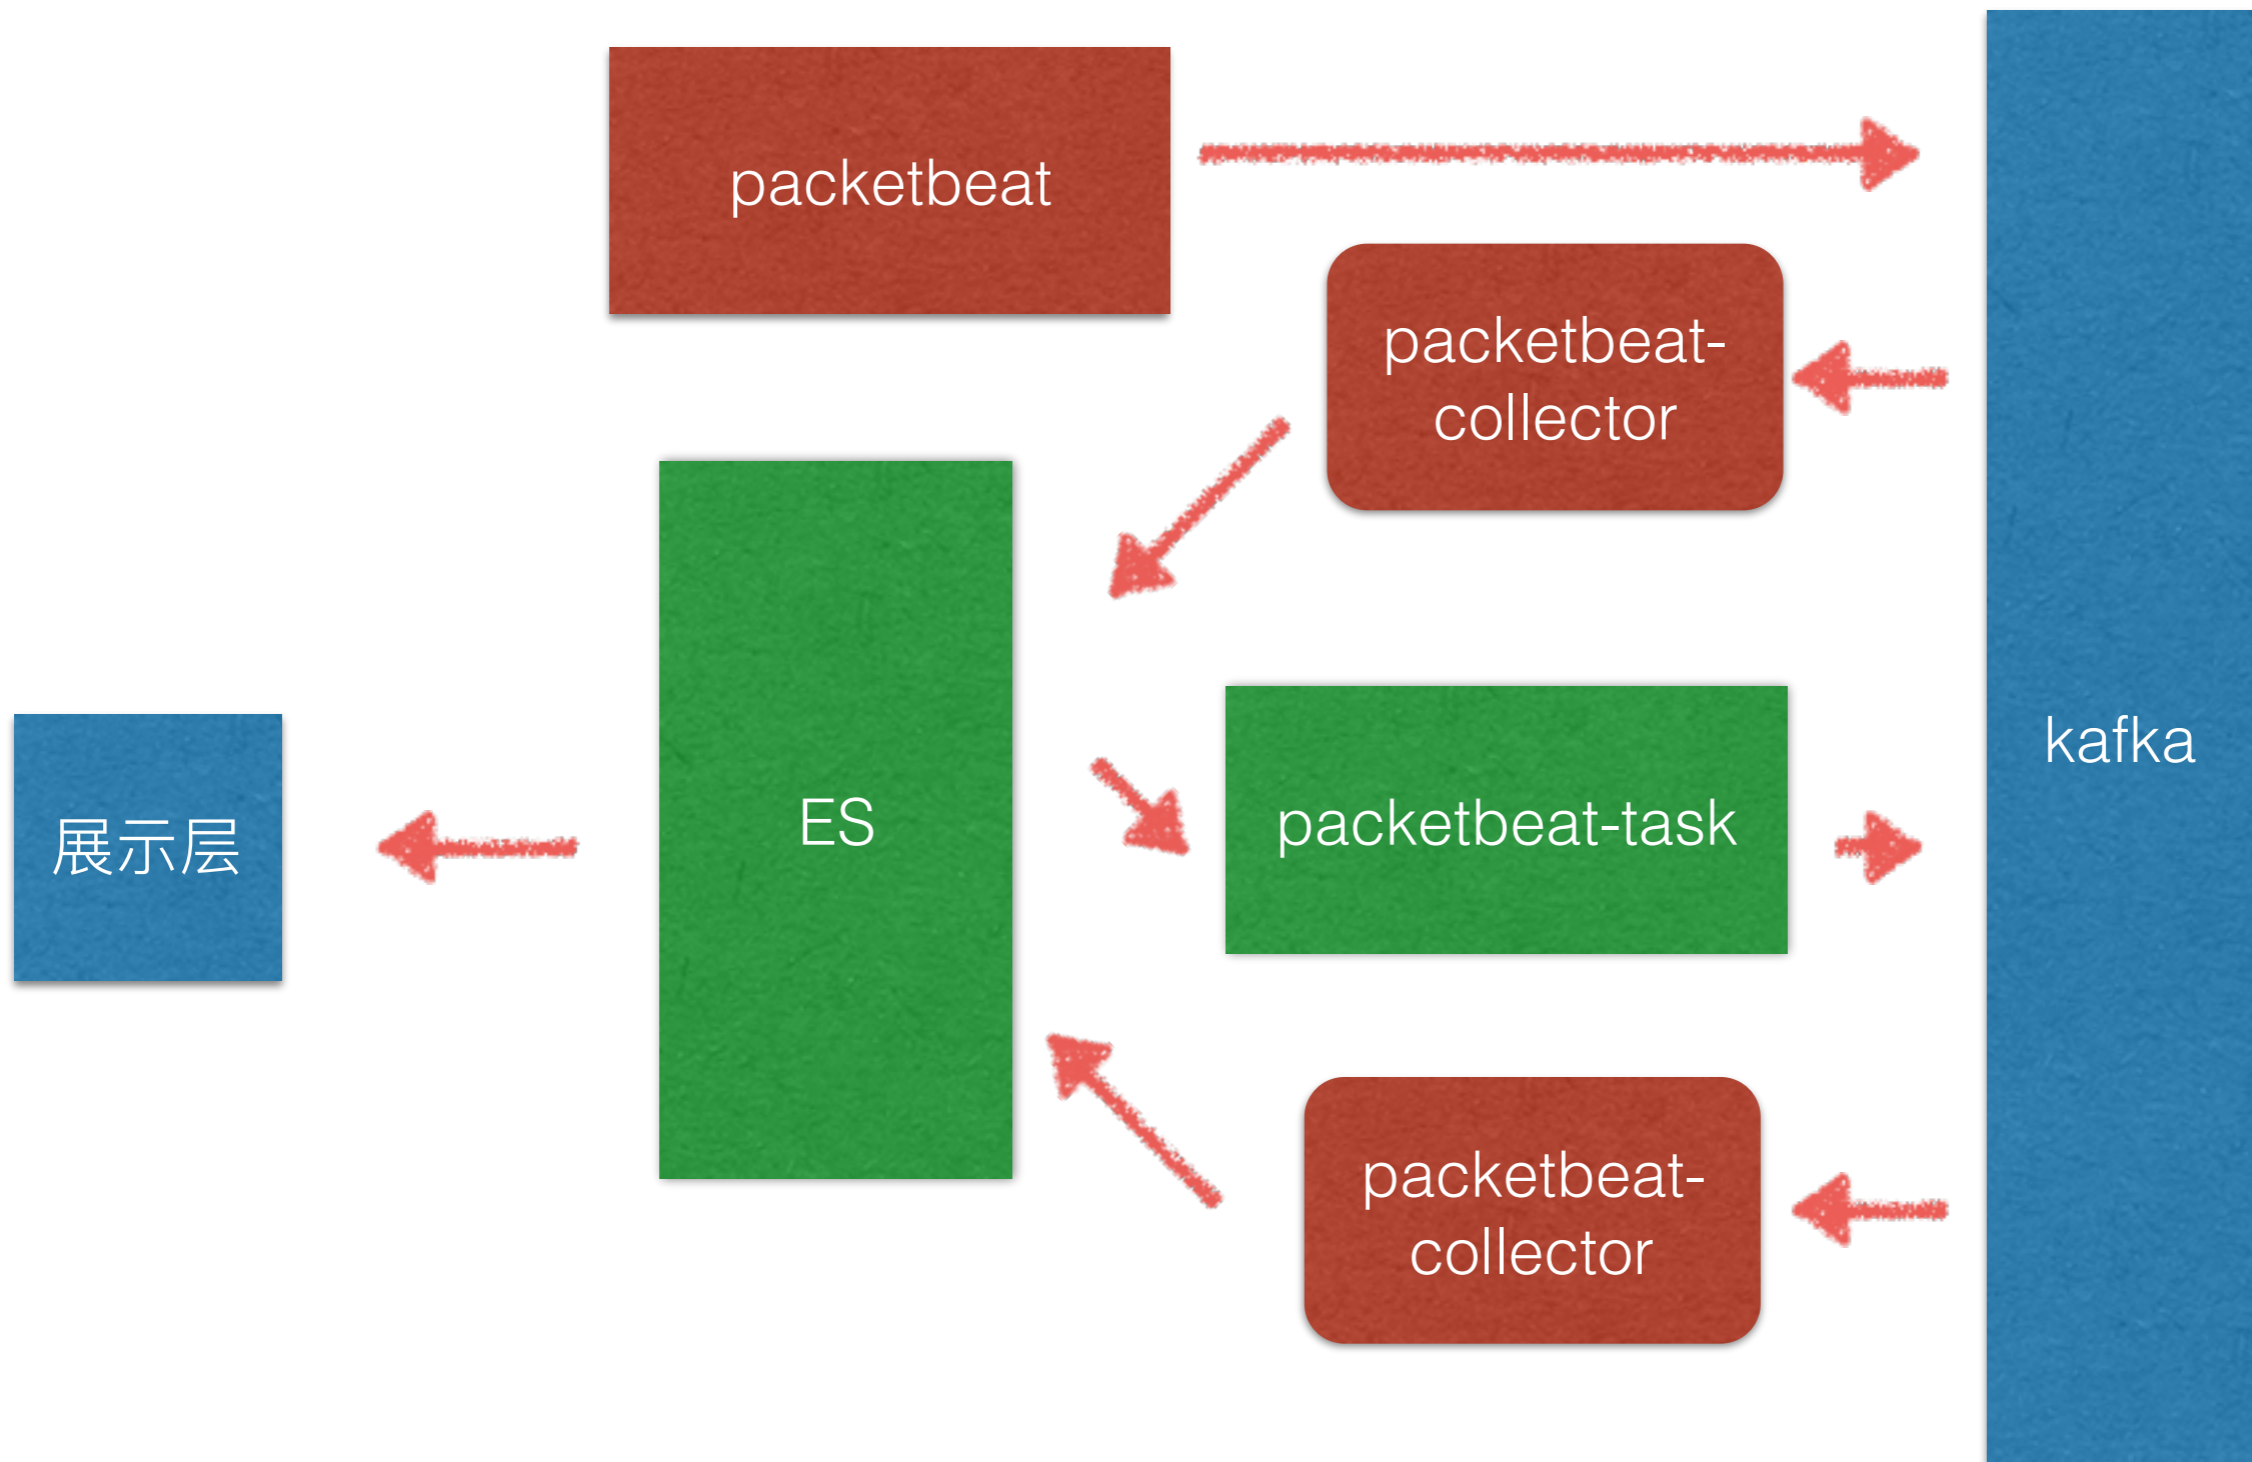 packetbeat
packetbeat-
collector
kafka
展示层
ES
packetbeat-task
packetbeat-
collector